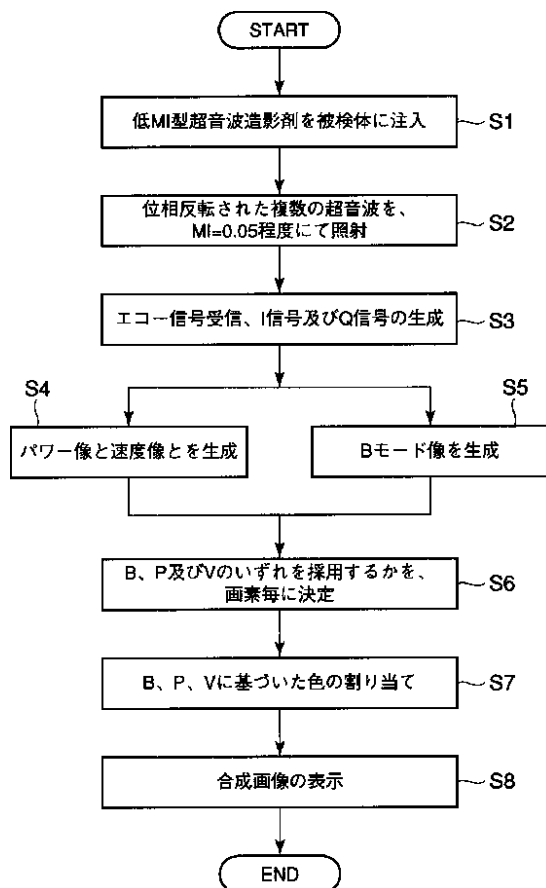 START
低MI型超音波造影剤を被検体に注入
S1
位相反転された複数の超音波を、
MI=0.05程度にて照射
S2
エコー信号受信、I信号及びQ信号の生成
S3
S4
パワー像と速度像とを生成
S5
Bモード像を生成
B、P及びVのいずれを採用するかを、
画素毎に決定
S6
B、P、Vに基づいた色の割り当て
S7
合成画像の表示
S8
END